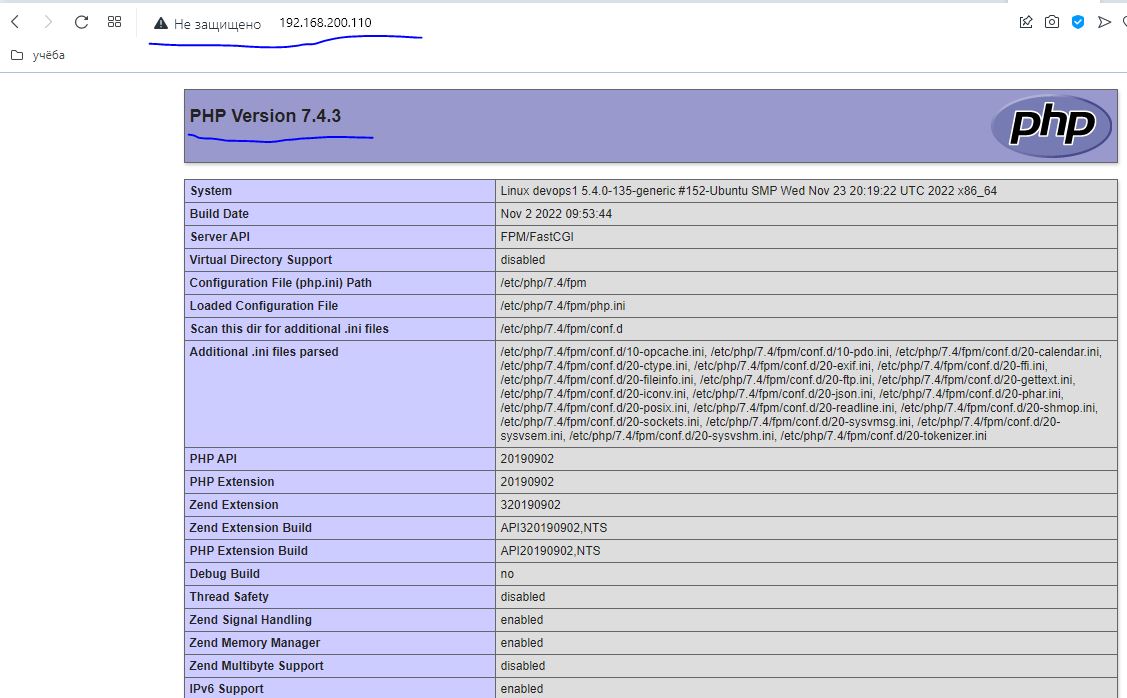 Не защищено 192.168.200.110
учёба
PHP Version 7.4.3
php
System Linux devops1 5.4.0-135-generic #152-Ubuntu SMP Wed Nov 23 20:19:22 UTC 2022 x86_64
Build Date Nov 2 2022 09:53:44
Server API FPM/FastCGI
Virtual Directory Support disabled
Configuration File (php.ini) Path /etc/php/7.4/fpm
Loaded Configuration File /etc/php/7.4/fpm/php.ini
Scan this dir for additional .ini files /etc/php/7.4/fpm/conf.d
Additional .ini files parsed /etc/php/7.4/fpm/conf.d/10-opcache.ini, /etc/php/7.4/fpm/conf.d/10-pdo.ini, /etc/php/7.4/fpm/conf.d/20-calendar.ini,
/etc/php/7.4/fpm/conf.d/20-ctype.ini, /etc/php/7.4/fpm/conf.d/20-exif.ini, /etc/php/7.4/fpm/conf.d/20-ffi.ini,
/etc/php/7.4/fpm/conf.d/20-fileinfo.ini, /etc/php/7.4/fpm/conf.d/20-ftp.ini, /etc/php/7.4/fpm/conf.d/20-gettext.ini,
/etc/php/7.4/fpm/conf.d/20-iconv.ini, /etc/php/7.4/fpm/conf.d/20-json.ini, /etc/php/7.4/fpm/conf.d/20-phar.ini,
/etc/php/7.4/fpm/conf.d/20-posix.ini, /etc/php/7.4/fpm/conf.d/20-readline.ini, /etc/php/7.4/fpm/conf.d/20-shmop.ini,
/etc/php/7.4/fpm/conf.d/20-sockets.ini, /etc/php/7.4/fpm/conf.d/20-sysvmsg.ini, /etc/php/7.4/fpm/conf.d/20-
sysvsem.ini, /etc/php/7.4/fpm/conf.d/20-sysvshm.ini, /etc/php/7.4/fpm/conf.d/20-tokenizer.ini
PHP API 20190902
PHP Extension 20190902
Zend Extension 320190902
Zend Extension Build API320190902,NTS
PHP Extension Build API20190902,NTS
Debug Build no
Thread Safety disabled
Zend Signal Handling enabled
Zend Memory Manager enabled
Zend Multibyte Support disabled
IPv6 Support enabled